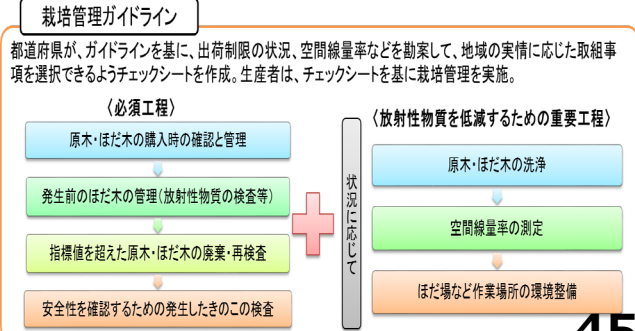 栽培管理ガイドライン
都道府県が、ガイドラインを基に、出荷制限の状況、空間線量率などを勘案して、地域の実情に応じた取組事
項を選択できるようチェックシートを作成。生産者は、チェックシートを基に栽培管理を実施。
〈必須工程〉
原木・ほだ木の購入時の確認と管理
発生前のほだ木の管理(放射性物質の検査等)
指標値を超えた原木・ほだ木の廃棄・再検査
安全性を確認するための発生したきのこの検査
状況に応じて
〈放射性物質を低減するための重要工程〉
原木・ほだ木の洗浄
空間線量率の測定
ほだ場など作業場所の環境整備
45